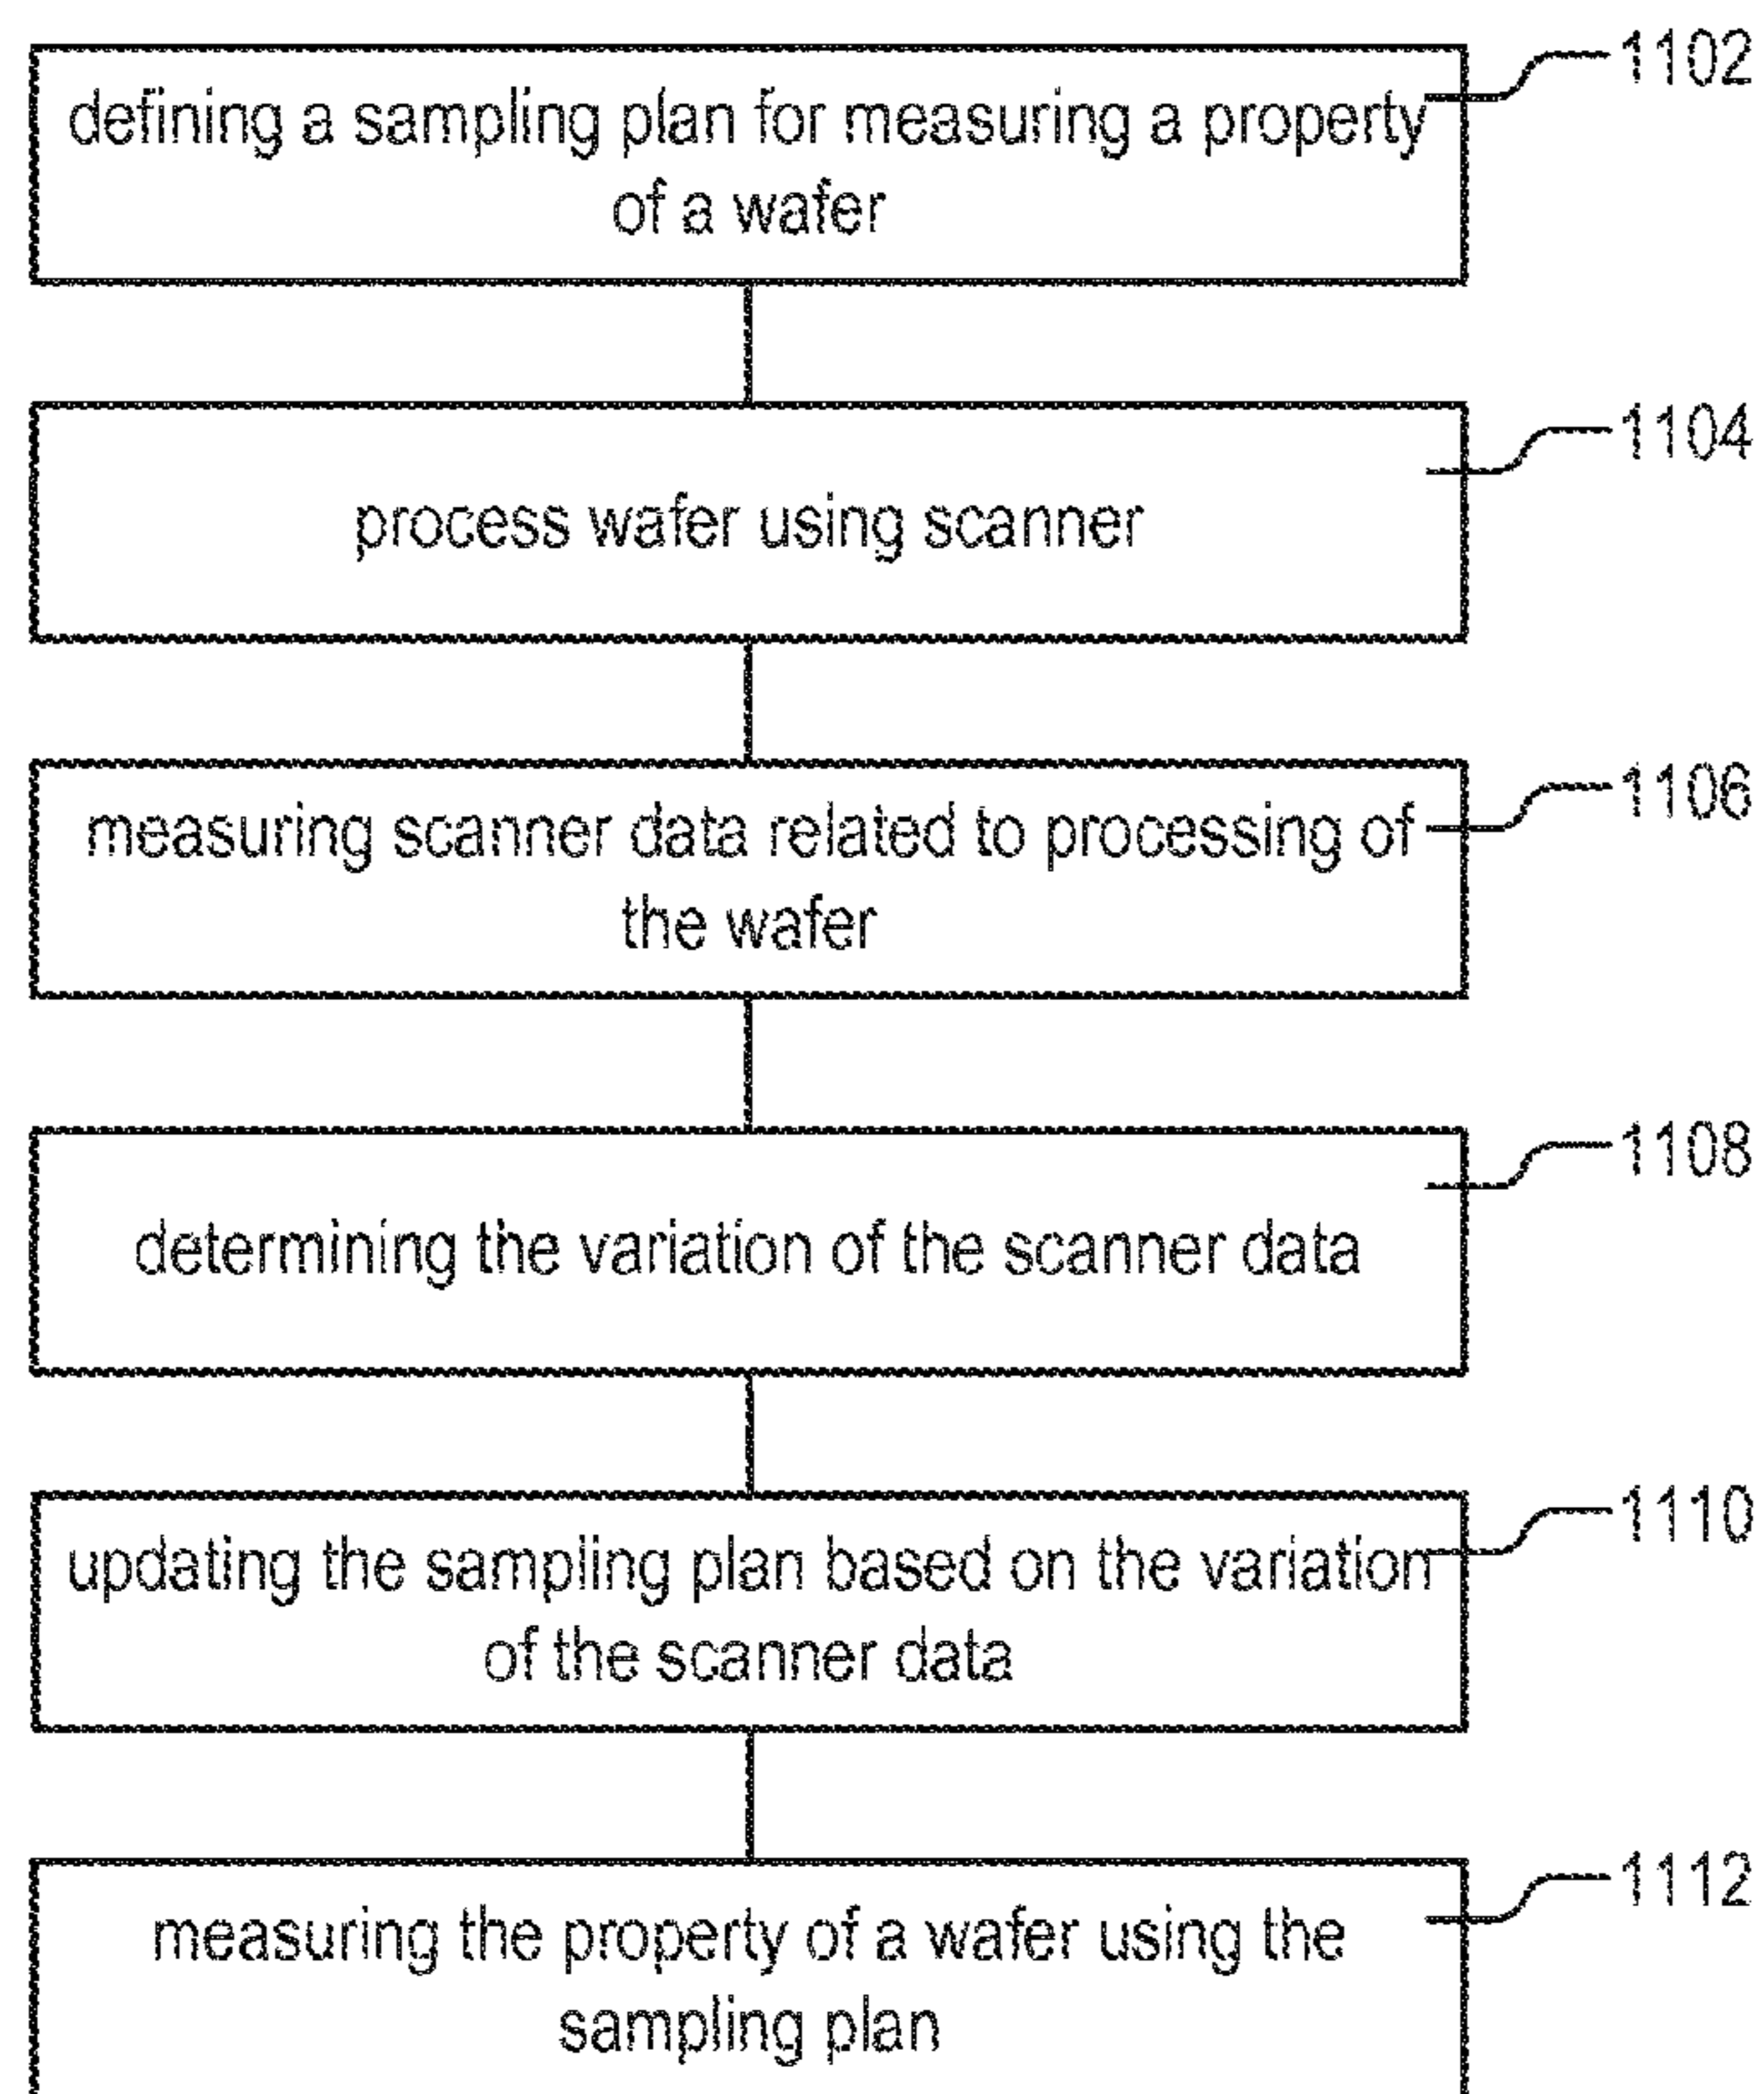 1102
defining a sampling plan for measuring a property
of a wafer
1104
process wafer using scanner
1106
measuring scanner data related to processing of
the wafer
1108
determining the variation of the scanner data
1110
updating the sampling plan based on the variation
of the scanner data
1112
measuring the property of a wafer using the
sampling plan